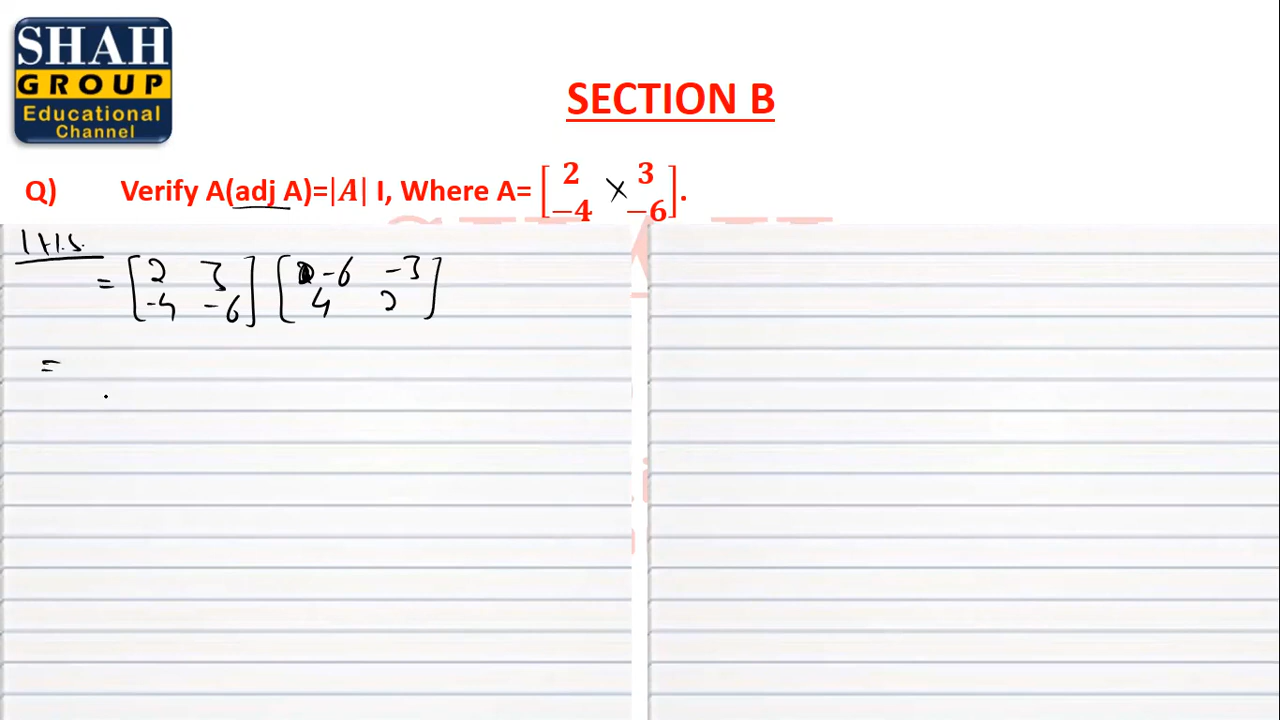 SHAH
GROUP
Educational
Channel
SECTION B
Q) Verify A(adj A)=|A| I, Where A= [2 × 3
−4 −6].
L.H.S.
= [2 3 [-6 -3
-4 -6] 4 2]
=